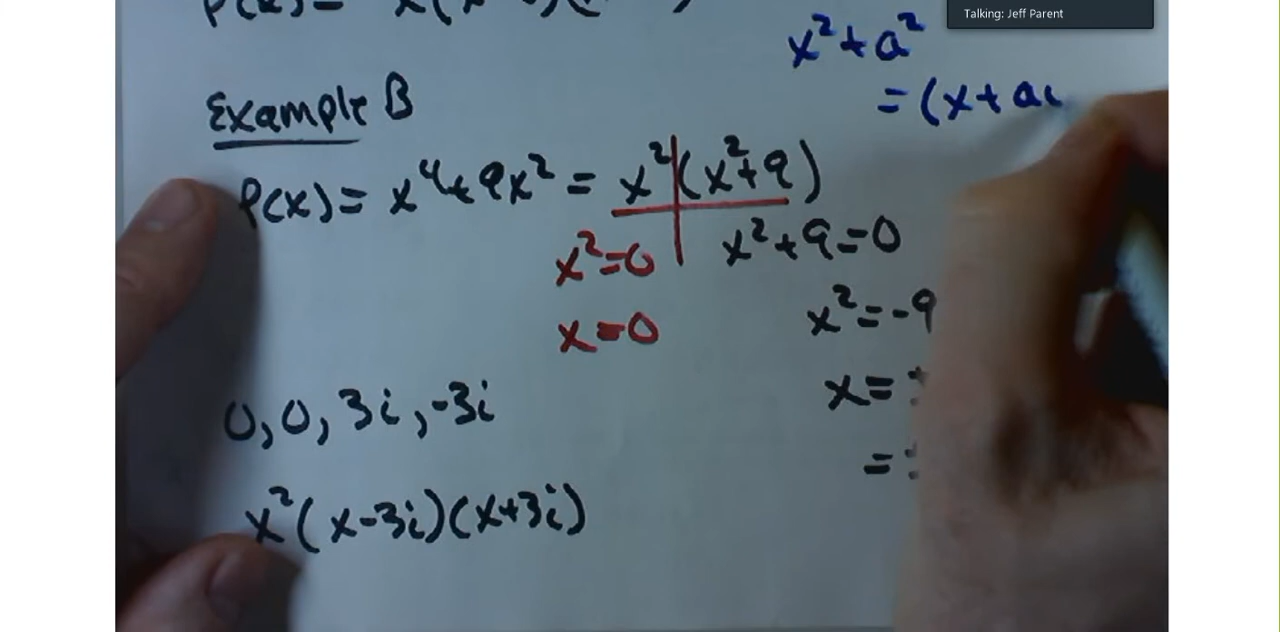 P(x) = x(x
Talking: Jeff Parent
x² + a²
= (x + ai
Example B
P(x) = x⁴ + 9x² = x²(x² + 9)
x² = 0
x² + 9 = 0
x = 0
x² = -9
x = ±
= ±
0, 0, 3i, -3i
x²(x - 3i)(x + 3i)